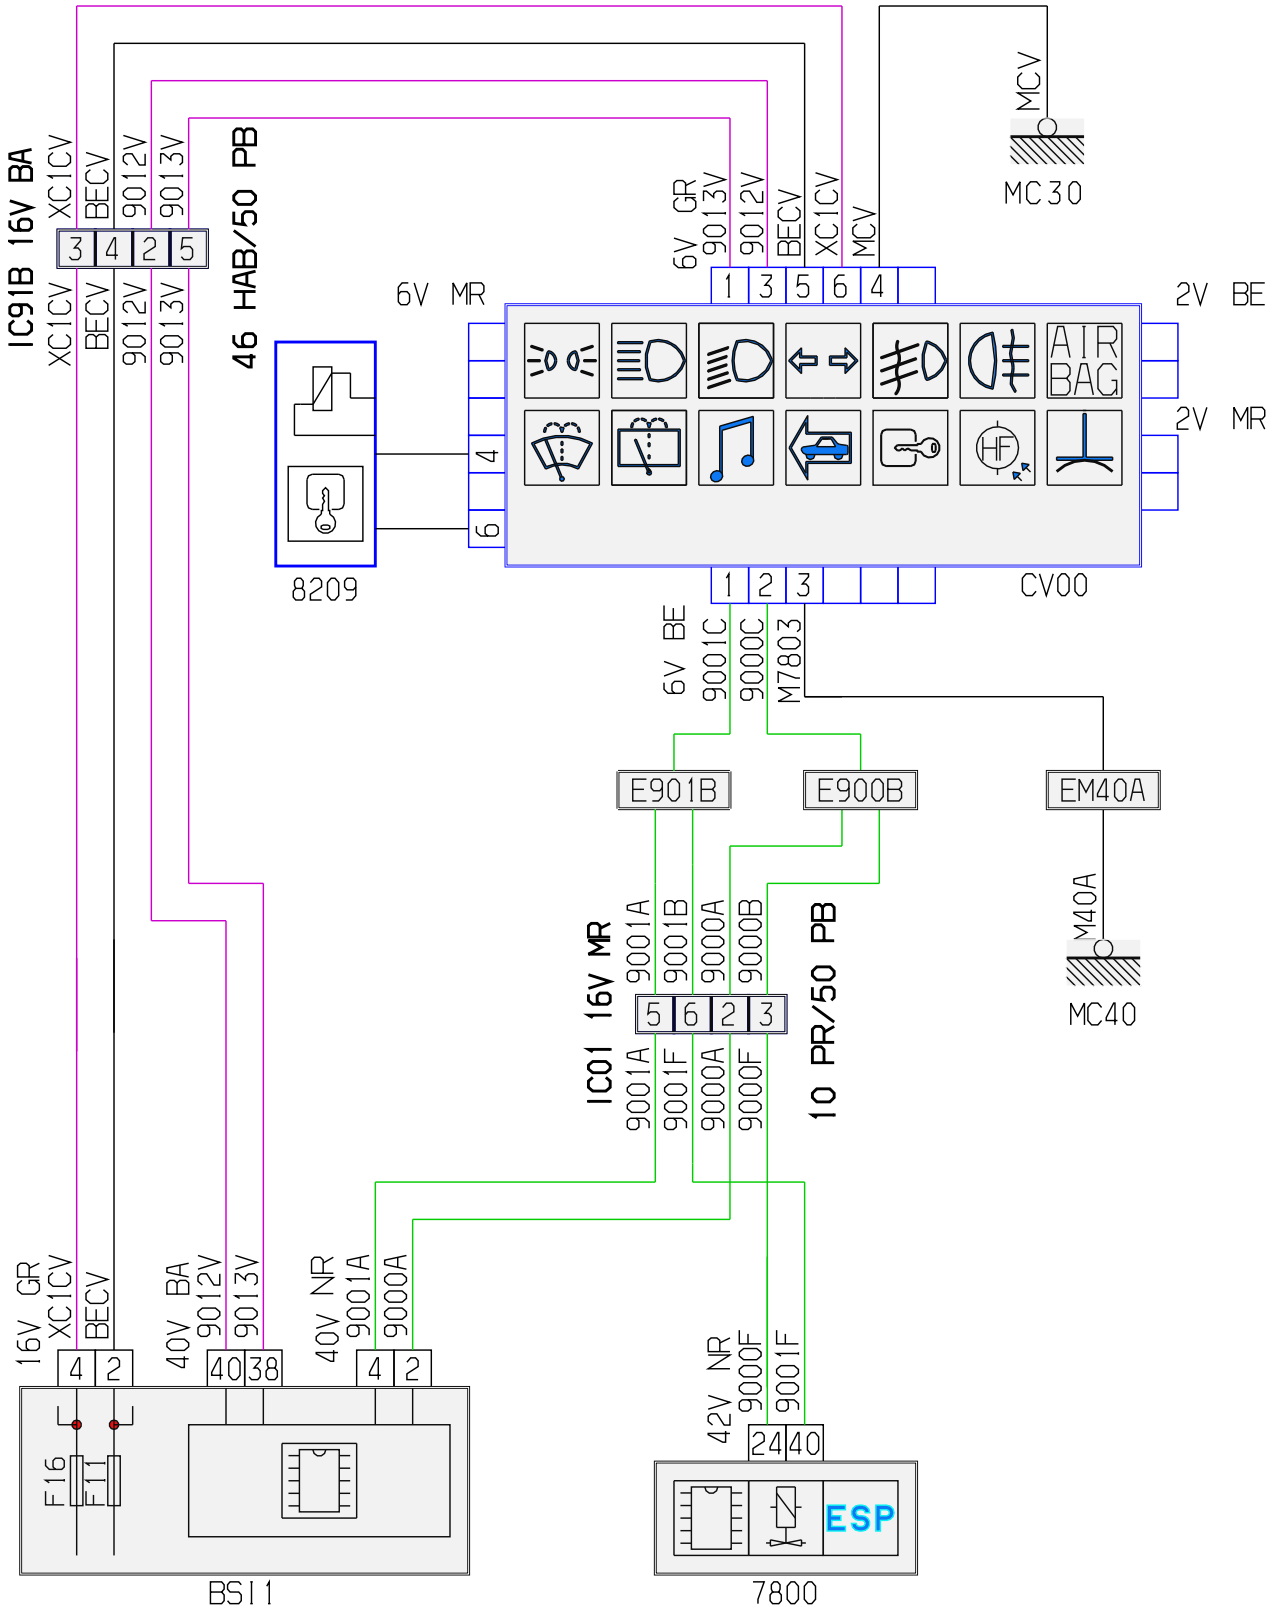 MCV
MC30
IC91B 16V BA
XC1CV
BECV
9012V
9013V
46 HAB/50 PB
3 4 2 5
XC1CV
BECV
9012V
9013V
6V GR
9013V
9012V
BECV
XC1CV
MCV
1 3 5 6 4
6V MR
2V BE
2V MR
AIR
BAG
HF
4
6
8209
CV00
1 2 3
6V BE
9001C
9000C
M7803
E901B
E900B
EM40A
M40A
MC40
IC01 16V MR
9001A
9001B
9000A
9000B
10 PR/50 PB
5 6 2 3
9001A
9001F
9000A
9000F
16V GR
XC1CV
BECV
40V BA
9012V
9013V
40V NR
9001A
9000A
4 2
40 38
4 2
F16
F11
BSI1
42V NR
9000F
9001F
24 40
ESP
7800